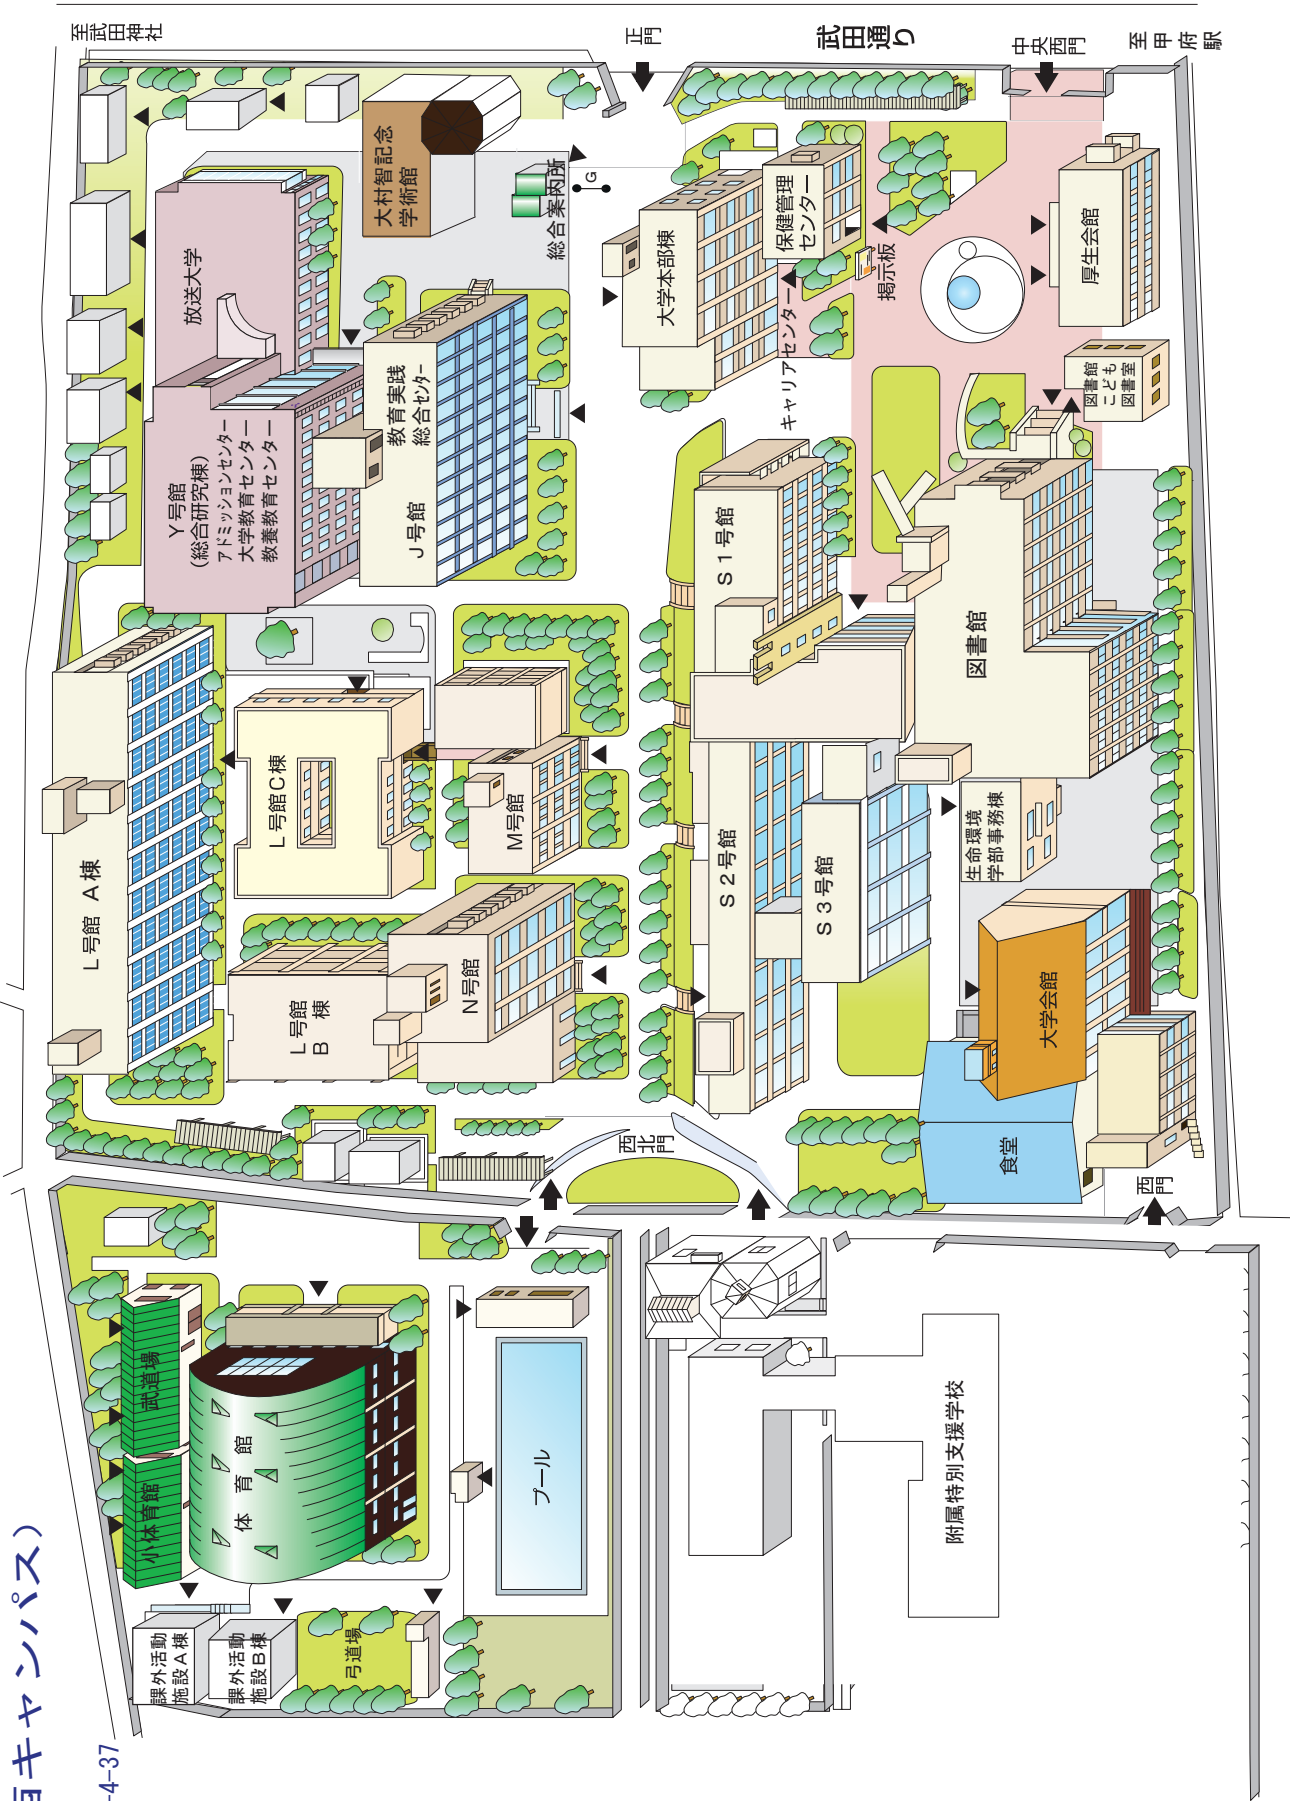 キャンパス）
-4-37
至武田神社
正門
武田通り
中央西門
至甲府駅
大村智記念
学術館
総合案内所
G
放送大学
Y号館
（総合研究棟）
アドミッションセンター
大学教育センター
教養教育センター
教育実践
総合センター
J号館
大学本部棟
保健管理
センター
キャリアセンター
掲示板
厚生会館
図書館
こども
図書室
図書館
S1号館
S2号館
S3号館
生命環境
学部事務棟
大学会館
食堂
西門
西北門
L号館 A棟
L号館C棟
L号館
B棟
M号館
N号館
武道場
小体育館
体育館
プール
課外活動
施設A棟
課外活動
施設B棟
弓道場
附属特別支援学校